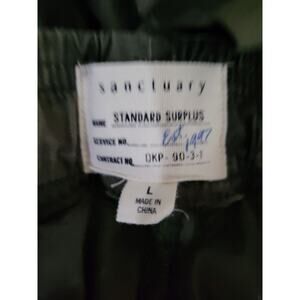 sanctuary
NAME STANDARD SURPLUS
SERVICE NO. Est. 1997
CONTRACT NO. DKP-90-3-1
L
MADE IN
CHINA